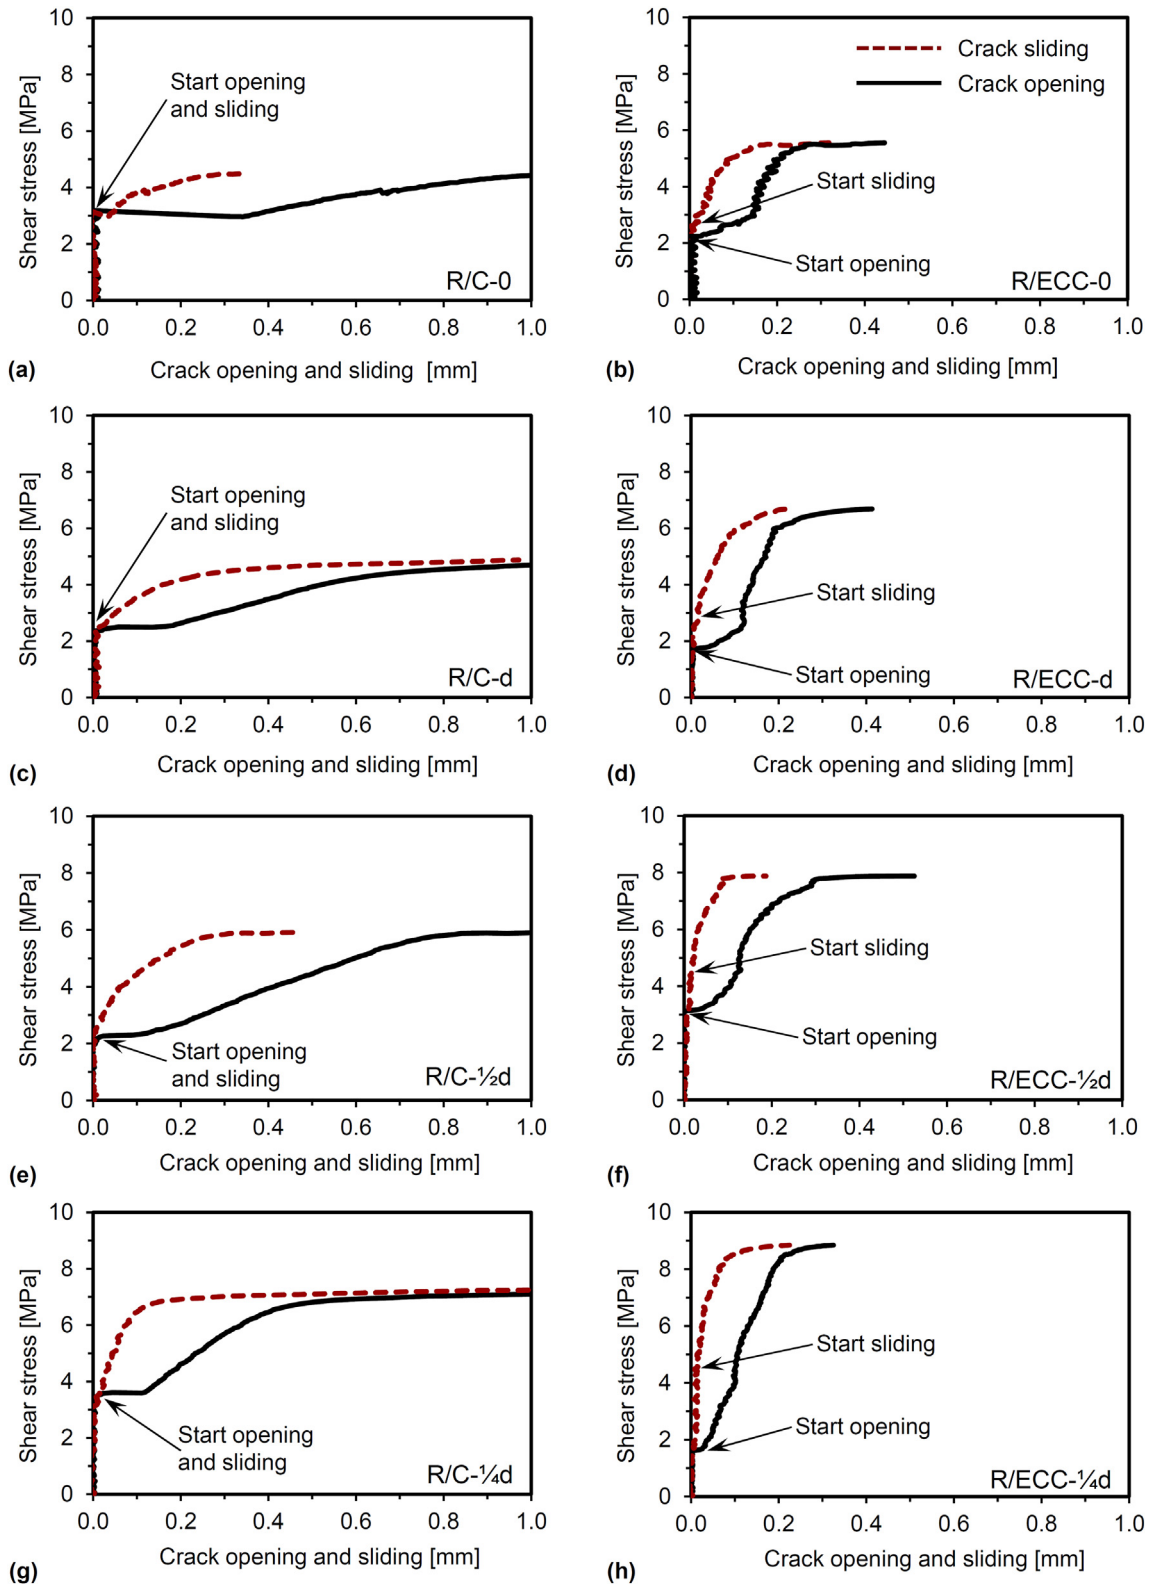 10
8
6
4
2
0
Shear stress [MPa]
Start opening
and sliding
R/C-0
0.0 0.2 0.4 0.6 0.8 1.0
(a) Crack opening and sliding [mm]
10
8
6
4
2
0
Shear stress [MPa]
Crack sliding
Crack opening
Start sliding
Start opening
R/ECC-0
0.0 0.2 0.4 0.6 0.8 1.0
(b) Crack opening and sliding [mm]
10
8
6
4
2
0
Shear stress [MPa]
Start opening
and sliding
R/C-d
0.0 0.2 0.4 0.6 0.8 1.0
(c) Crack opening and sliding [mm]
10
8
6
4
2
0
Shear stress [MPa]
Start sliding
Start opening
R/ECC-d
0.0 0.2 0.4 0.6 0.8 1.0
(d) Crack opening and sliding [mm]
10
8
6
4
2
0
Shear stress [MPa]
Start opening
and sliding
R/C-½d
0.0 0.2 0.4 0.6 0.8 1.0
(e) Crack opening and sliding [mm]
10
8
6
4
2
0
Shear stress [MPa]
Start sliding
Start opening
R/ECC-½d
0.0 0.2 0.4 0.6 0.8 1.0
(f) Crack opening and sliding [mm]
10
8
6
4
2
0
Shear stress [MPa]
Start opening
and sliding
R/C-¼d
0.0 0.2 0.4 0.6 0.8 1.0
(g) Crack opening and sliding [mm]
10
8
6
4
2
0
Shear stress [MPa]
Start sliding
Start opening
R/ECC-¼d
0.0 0.2 0.4 0.6 0.8 1.0
(h) Crack opening and sliding [mm]